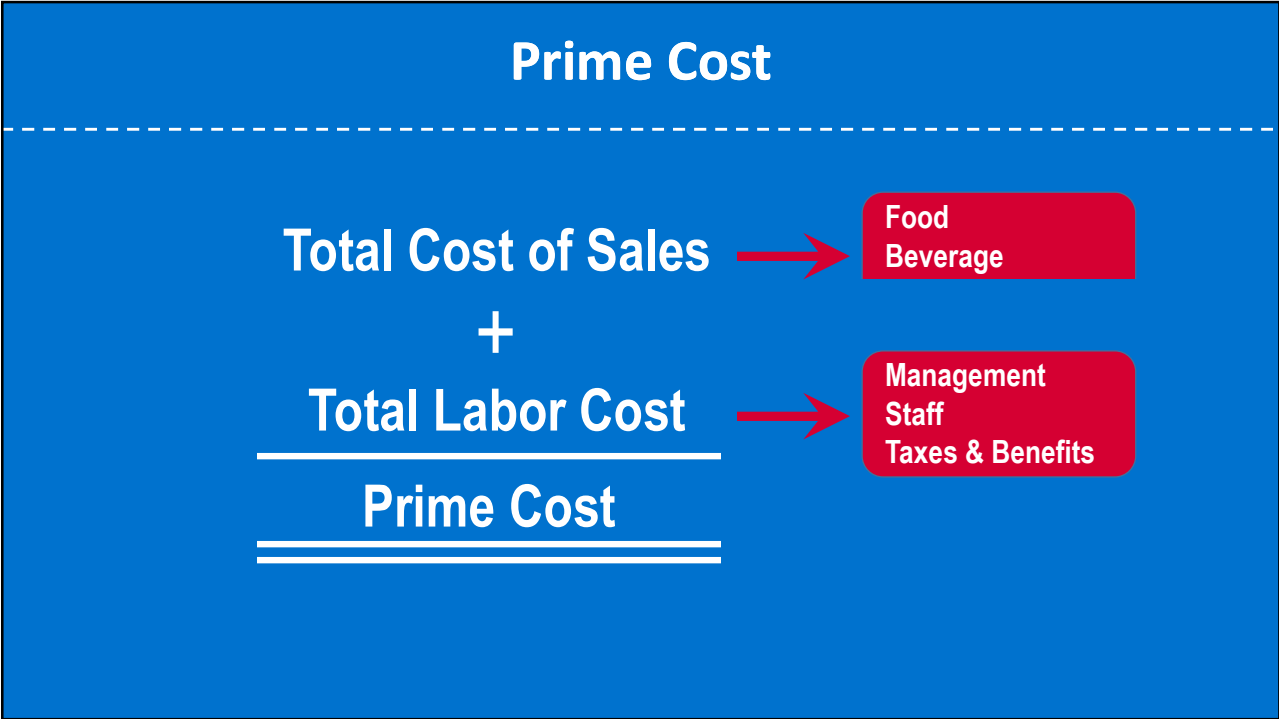 Prime Cost
Total Cost of Sales
Food
Beverage
+
Total Labor Cost
Management
Staff
Taxes & Benefits
Prime Cost